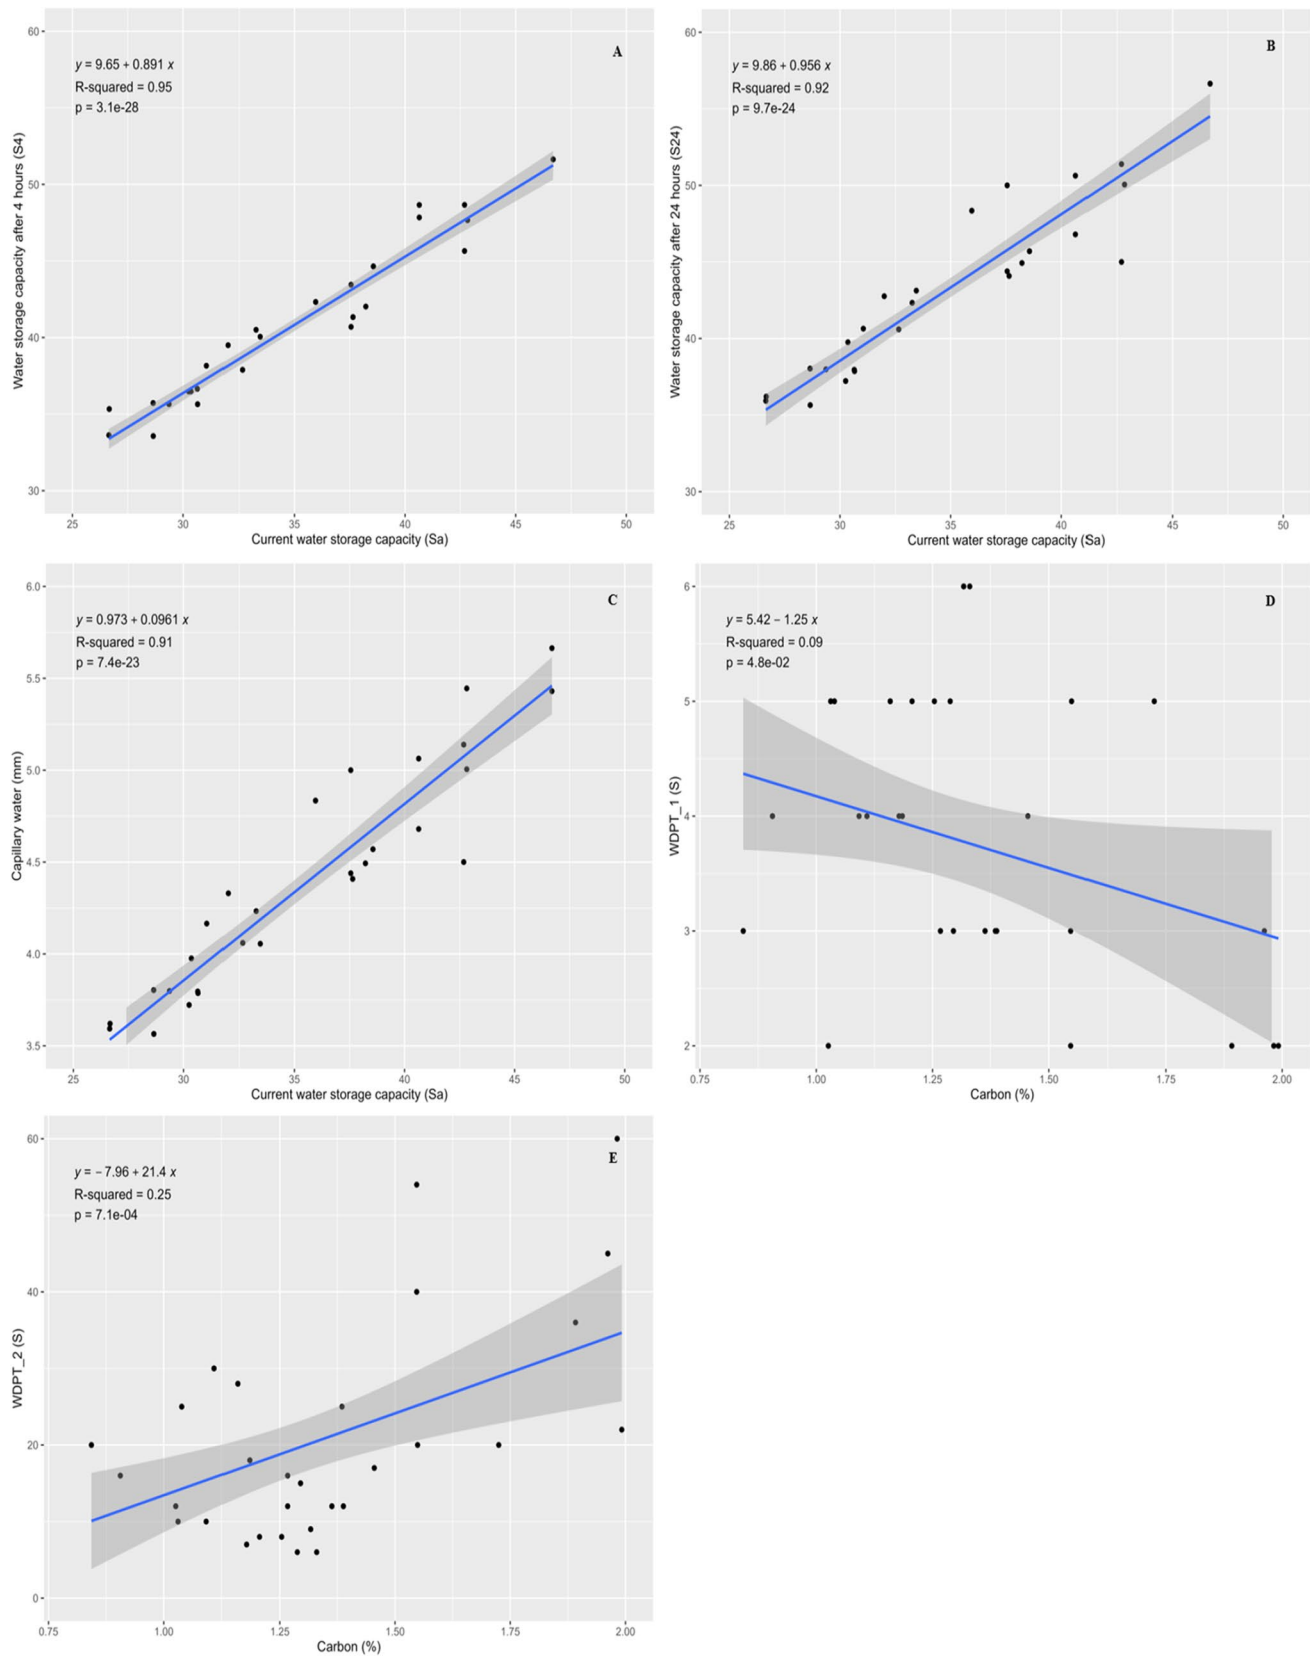 A
y = 9.65 + 0.891 x
R-squared = 0.95
p = 3.1e-28
60
50
40
30
Water storage capacity after 4 hours (S4)
25 30 35 40 45 50
Current water storage capacity (Sa)
B
y = 9.86 + 0.956 x
R-squared = 0.92
p = 9.7e-24
60
50
40
30
Water storage capacity after 24 hours (S24)
25 30 35 40 45 50
Current water storage capacity (Sa)
C
y = 0.973 + 0.0961 x
R-squared = 0.91
p = 7.4e-23
6.0
5.5
5.0
4.5
4.0
3.5
Capillary water (mm)
25 30 35 40 45 50
Current water storage capacity (Sa)
D
y = 5.42 − 1.25 x
R-squared = 0.09
p = 4.8e-02
6
5
4
3
2
WDPT_1 (S)
0.75 1.00 1.25 1.50 1.75 2.00
Carbon (%)
E
y = − 7.96 + 21.4 x
R-squared = 0.25
p = 7.1e-04
60
40
20
0
WDPT_2 (S)
0.75 1.00 1.25 1.50 1.75 2.00
Carbon (%)